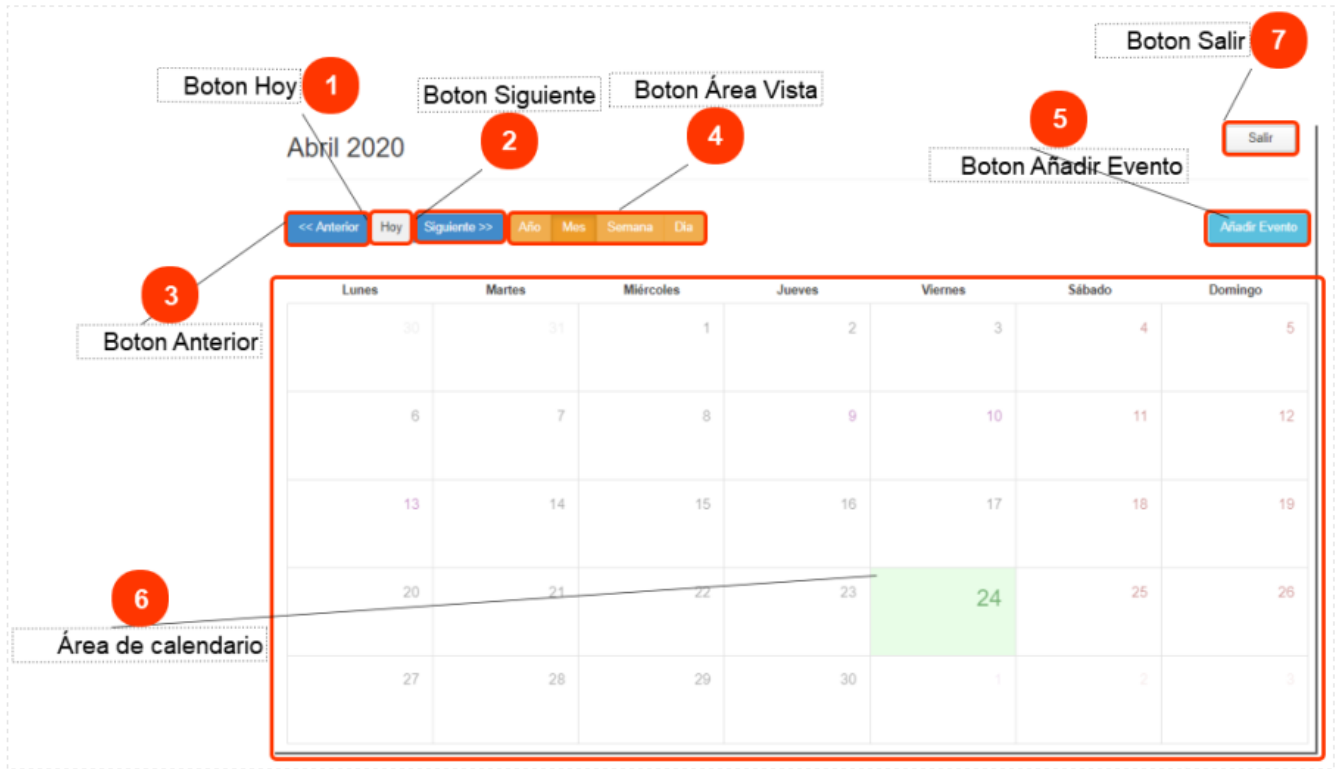 Boton Salir 7
Boton Hoy 1
Boton Siguiente
Boton Área Vista
2
4
5
Abril 2020
Salir
Boton Añadir Evento
<< Anterior Hoy Siguiente >> Año Mes Semana Día Añadir Evento
3
Boton Anterior
Lunes Martes Miércoles Jueves Viernes Sábado Domingo
30 31 1 2 3 4 5
6 7 8 9 10 11 12
13 14 15 16 17 18 19
6
Área de calendario
20 21 22 23 24 25 26
27 28 29 30 1 2 3